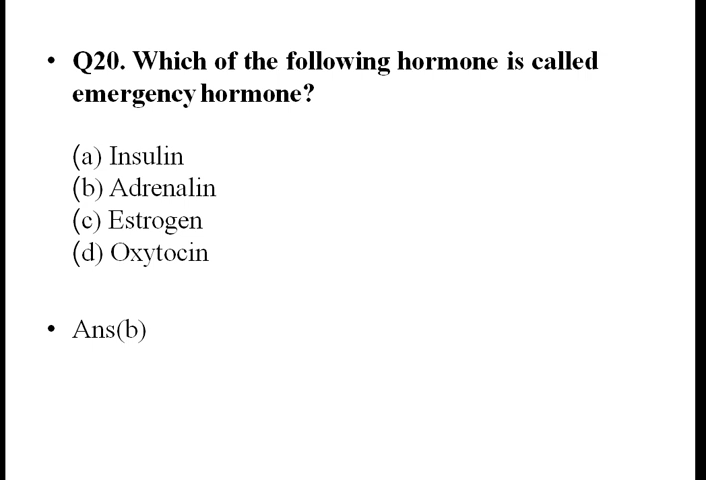 • Q20. Which of the following hormone is called
emergency hormone?
(a) Insulin
(b) Adrenalin
(c) Estrogen
(d) Oxytocin
• Ans(b)